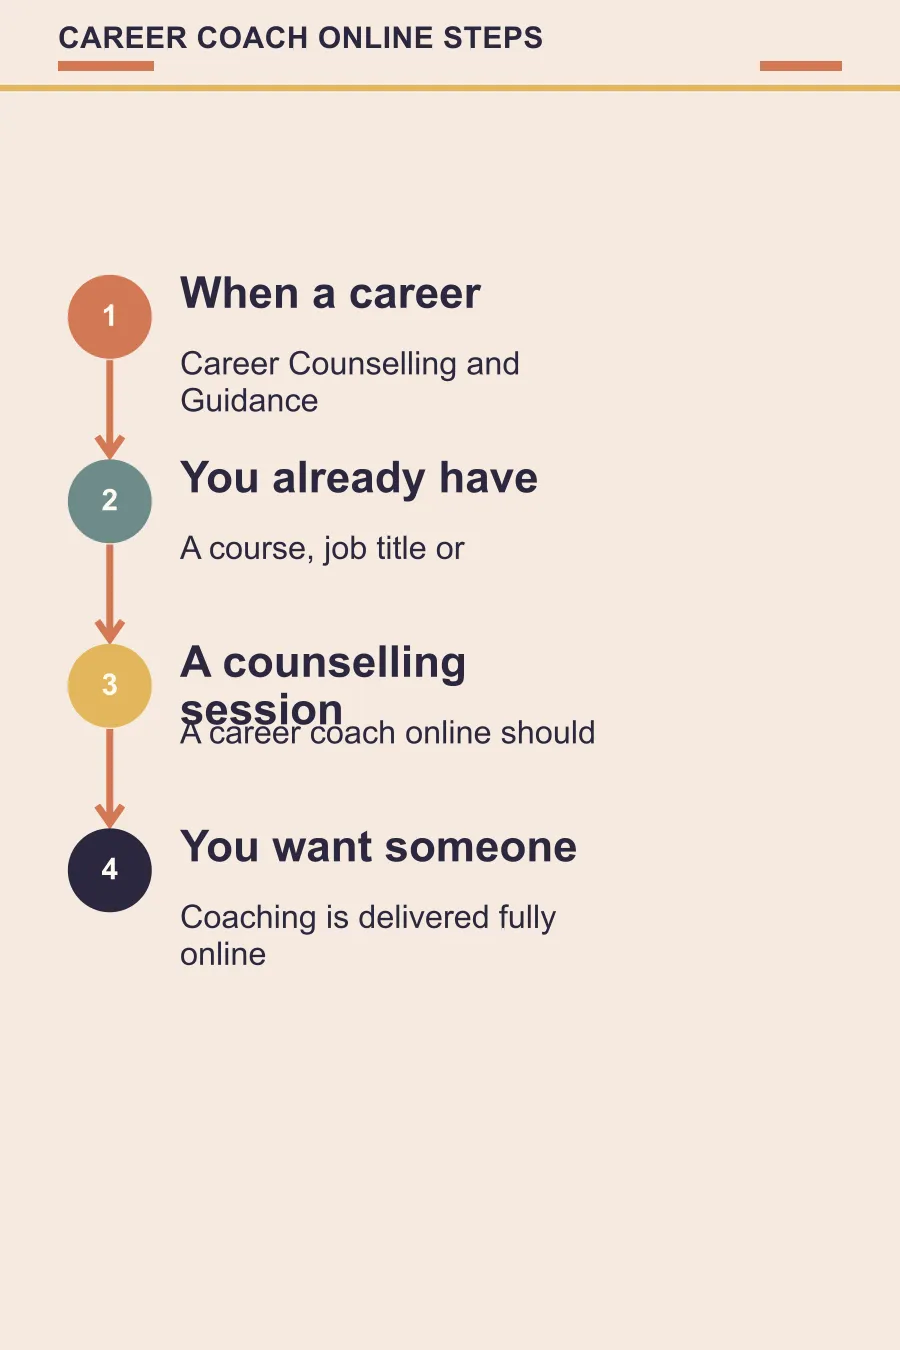 CAREER COACH ONLINE STEPS
1
When a career
Career Counselling and
Guidance
2
You already have
A course, job title or
3
A counselling
session
A career coach online should
4
You want someone
Coaching is delivered fully
online